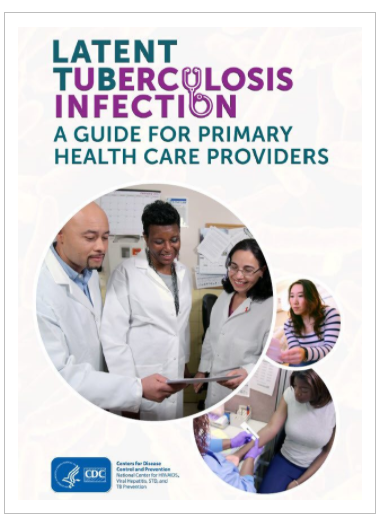 LATENT
TUBERCULOSIS
INFECTION
A GUIDE FOR PRIMARY
HEALTH CARE PROVIDERS
CDC
Centers for Disease
Control and Prevention
National Center for HIV/AIDS,
Viral Hepatitis, STD, and
TB Prevention